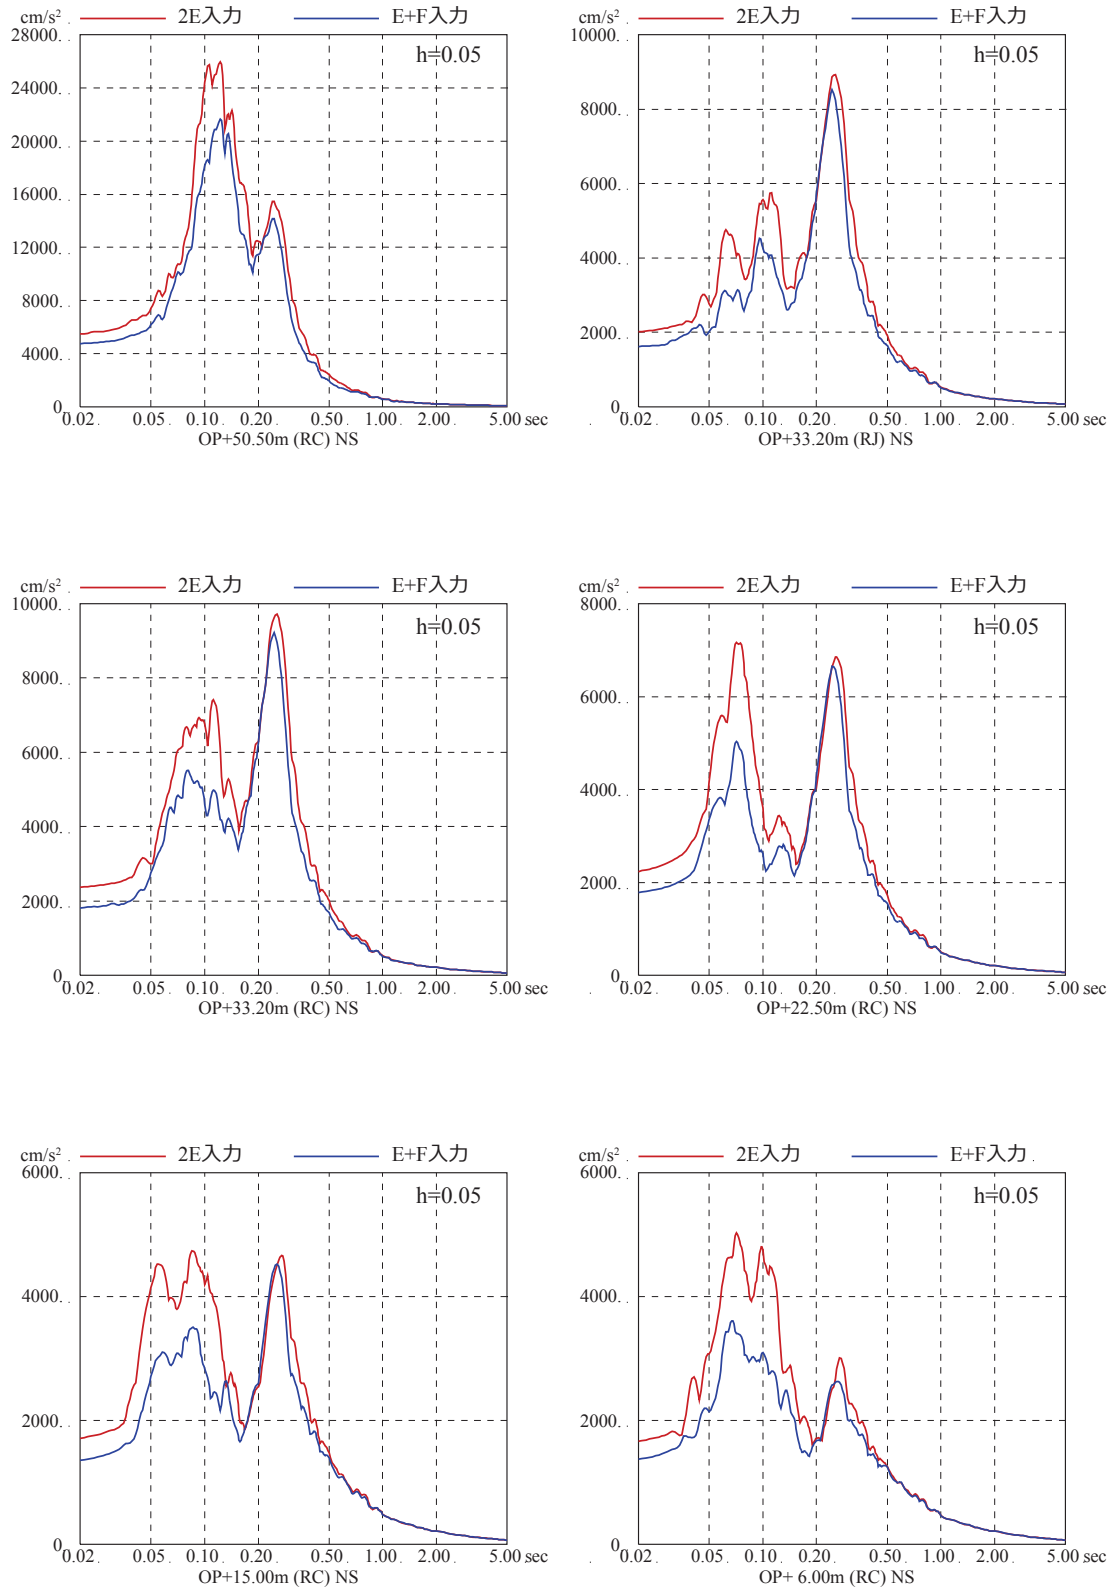 cm/s² 2E入力 E+F入力
28000.
h=0.05
24000.
20000.
16000.
12000.
8000.
4000.
0.
0.02 0.05 0.10 0.20 0.50 1.00 2.00 5.00 sec
OP+50.50m (RC) NS
cm/s² 2E入力 E+F入力
10000.
h=0.05
8000.
6000.
4000.
2000.
0.
0.02 0.05 0.10 0.20 0.50 1.00 2.00 5.00 sec
OP+33.20m (RJ) NS
cm/s² 2E入力 E+F入力
10000.
h=0.05
8000.
6000.
4000.
2000.
0.
0.02 0.05 0.10 0.20 0.50 1.00 2.00 5.00 sec
OP+33.20m (RC) NS
cm/s² 2E入力 E+F入力
8000.
h=0.05
6000.
4000.
2000.
0.
0.02 0.05 0.10 0.20 0.50 1.00 2.00 5.00 sec
OP+22.50m (RC) NS
cm/s² 2E入力 E+F入力
6000.
h=0.05
4000.
2000.
0.
0.02 0.05 0.10 0.20 0.50 1.00 2.00 5.00 sec
OP+15.00m (RC) NS
cm/s² 2E入力 E+F入力
6000.
h=0.05
4000.
2000.
0.
0.02 0.05 0.10 0.20 0.50 1.00 2.00 5.00 sec
OP+ 6.00m (RC) NS